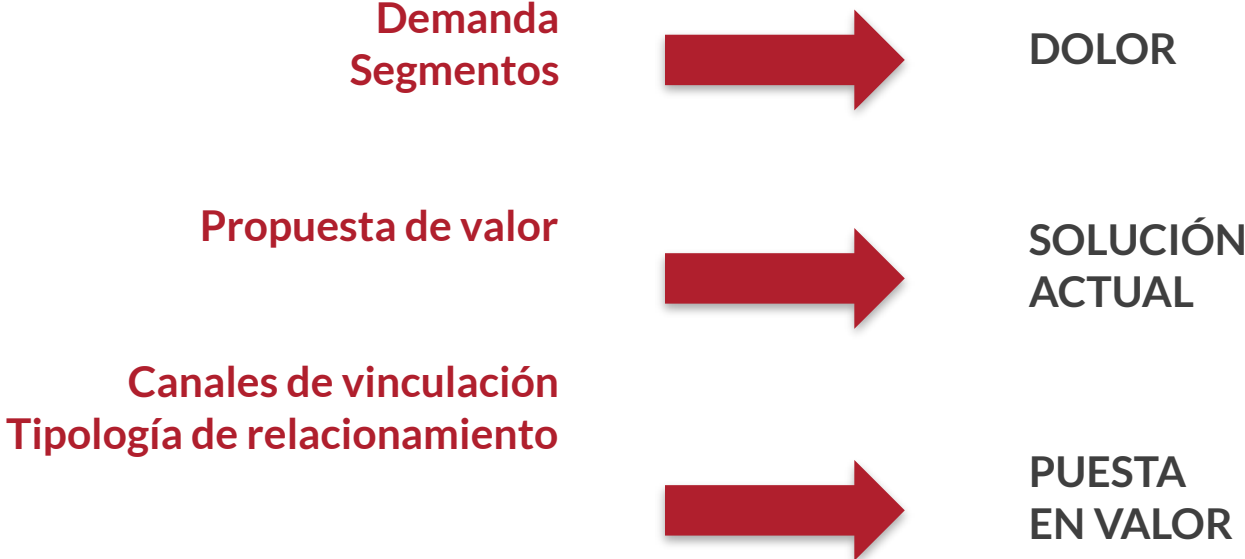 Demanda
Segmentos
DOLOR
Propuesta de valor
SOLUCIÓN
ACTUAL
Canales de vinculación
Tipología de relacionamiento
PUESTA
EN VALOR